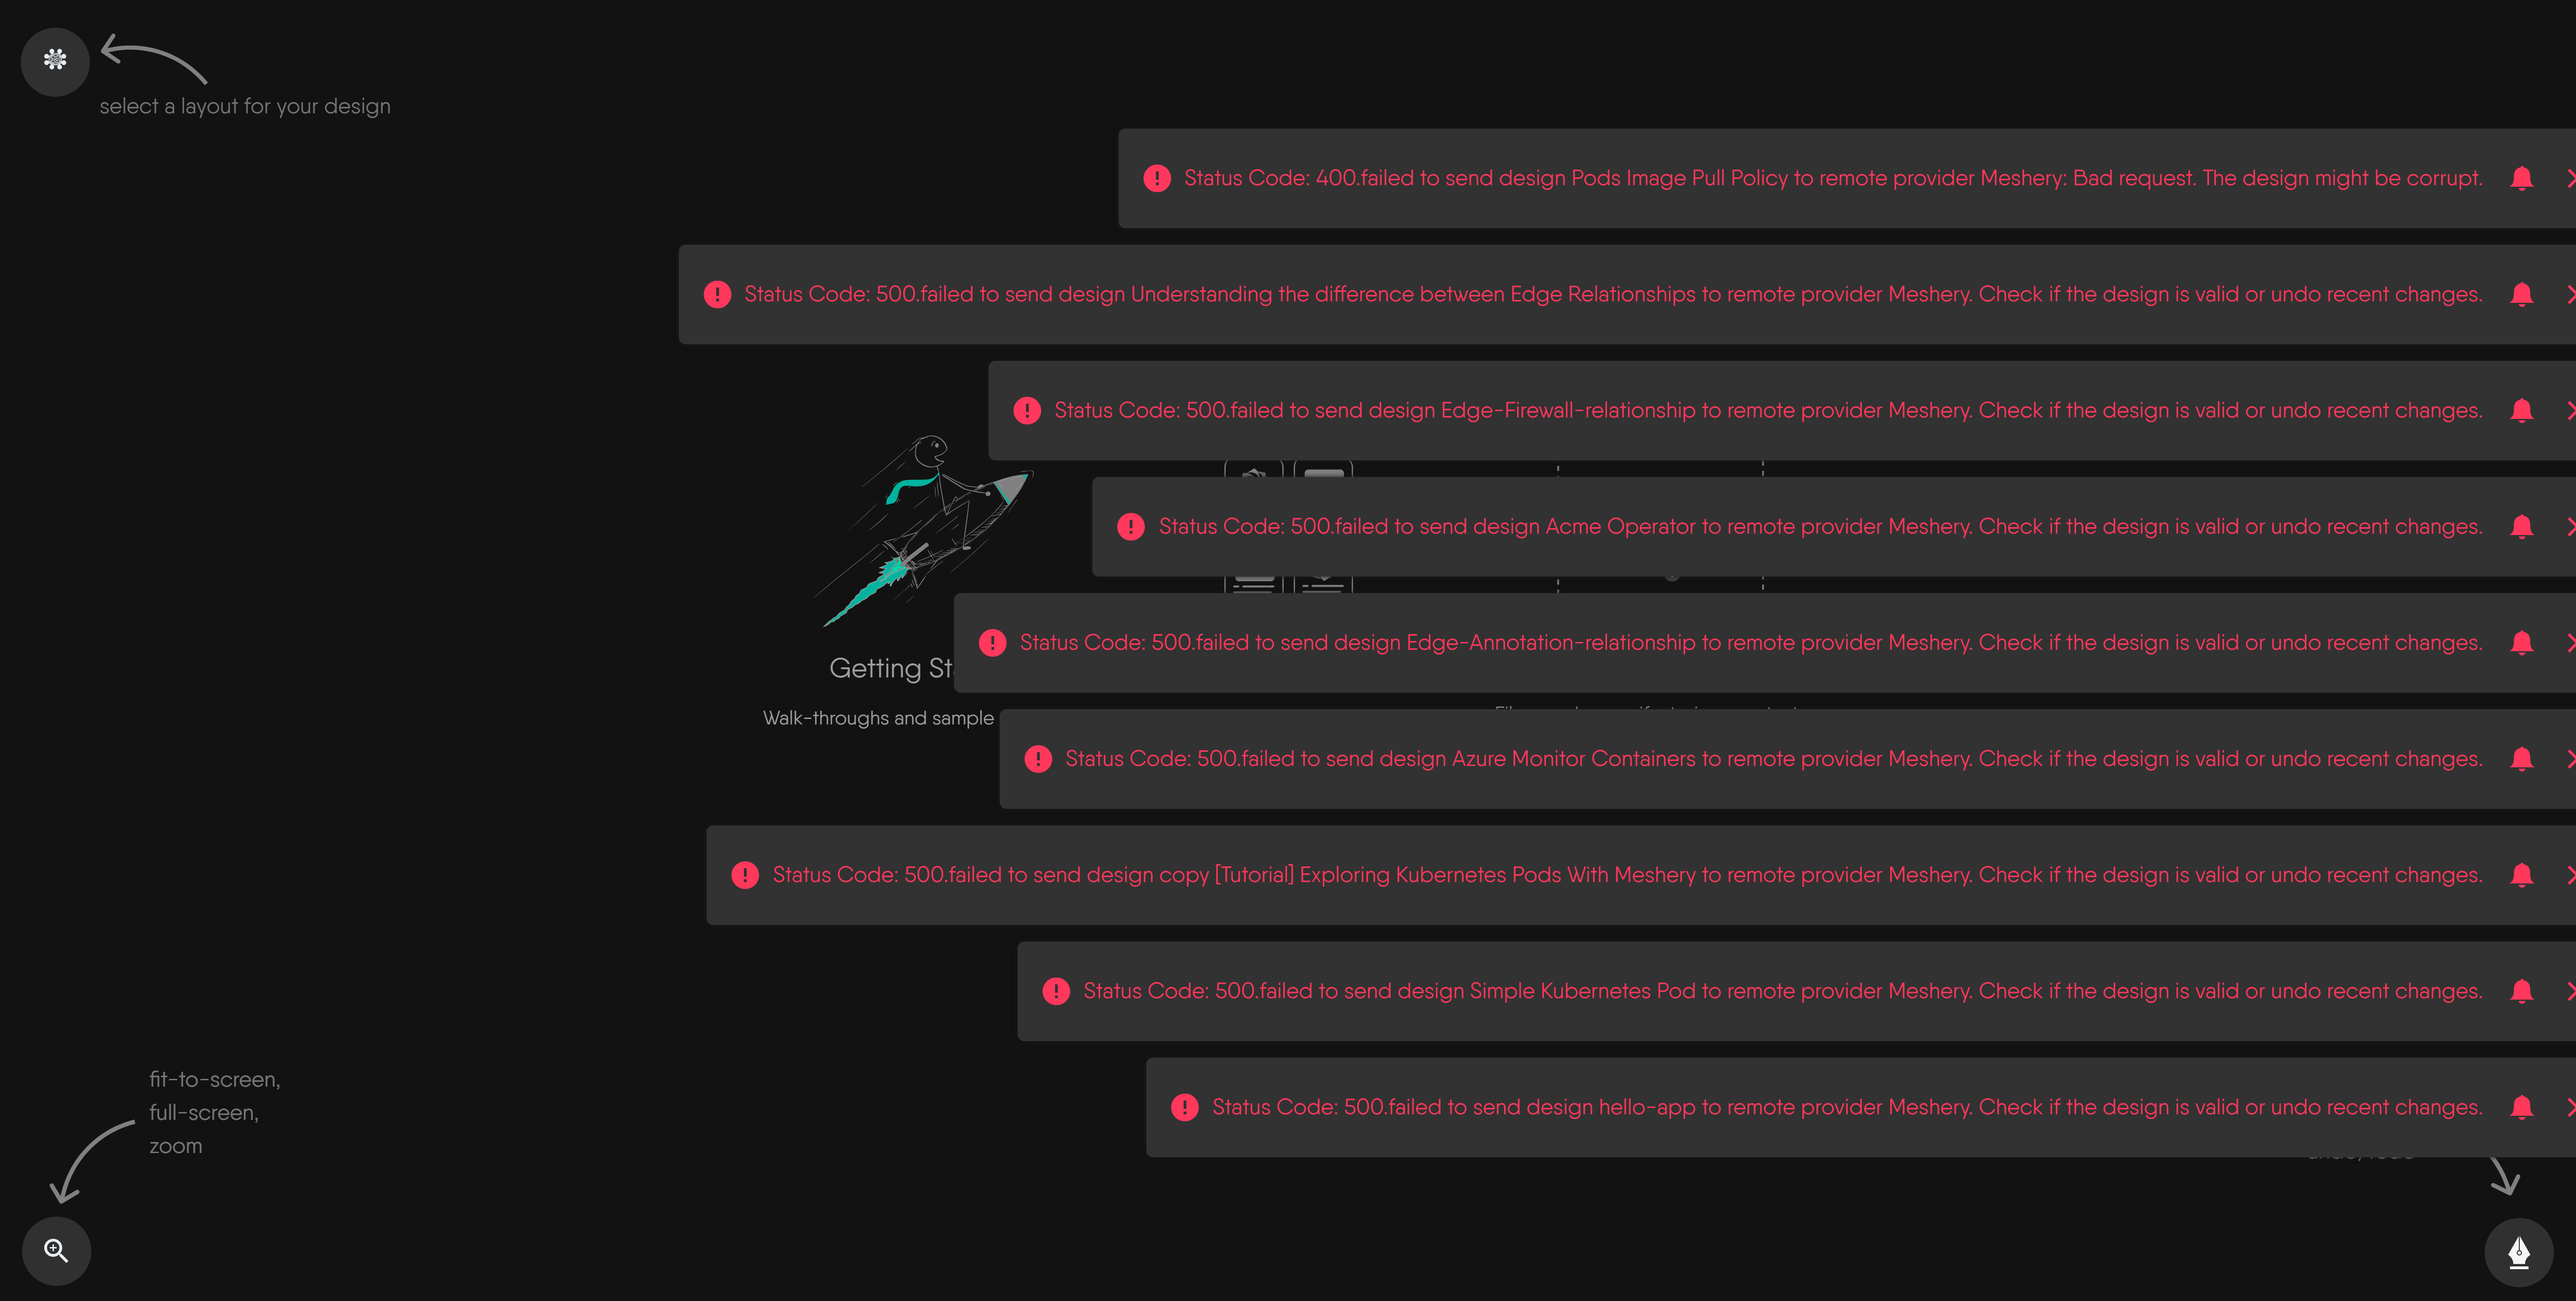 select a layout for your design
Status Code: 400.failed to send design Pods Image Pull Policy to remote provider Meshery: Bad request. The design might be corrupt.
Status Code: 500.failed to send design Understanding the difference between Edge Relationships to remote provider Meshery. Check if the design is valid or undo recent changes.
Status Code: 500.failed to send design Edge-Firewall-relationship to remote provider Meshery. Check if the design is valid or undo recent changes.
Status Code: 500.failed to send design Acme Operator to remote provider Meshery. Check if the design is valid or undo recent changes.
Status Code: 500.failed to send design Edge-Annotation-relationship to remote provider Meshery. Check if the design is valid or undo recent changes.
Getting
Walk-throughs and sample
Status Code: 500.failed to send design Azure Monitor Containers to remote provider Meshery. Check if the design is valid or undo recent changes.
Status Code: 500.failed to send design copy [Tutorial] Exploring Kubernetes Pods With Meshery to remote provider Meshery. Check if the design is valid or undo recent changes.
Status Code: 500.failed to send design Simple Kubernetes Pod to remote provider Meshery. Check if the design is valid or undo recent changes.
Status Code: 500.failed to send design hello-app to remote provider Meshery. Check if the design is valid or undo recent changes.
fit-to-screen,
full-screen,
zoom